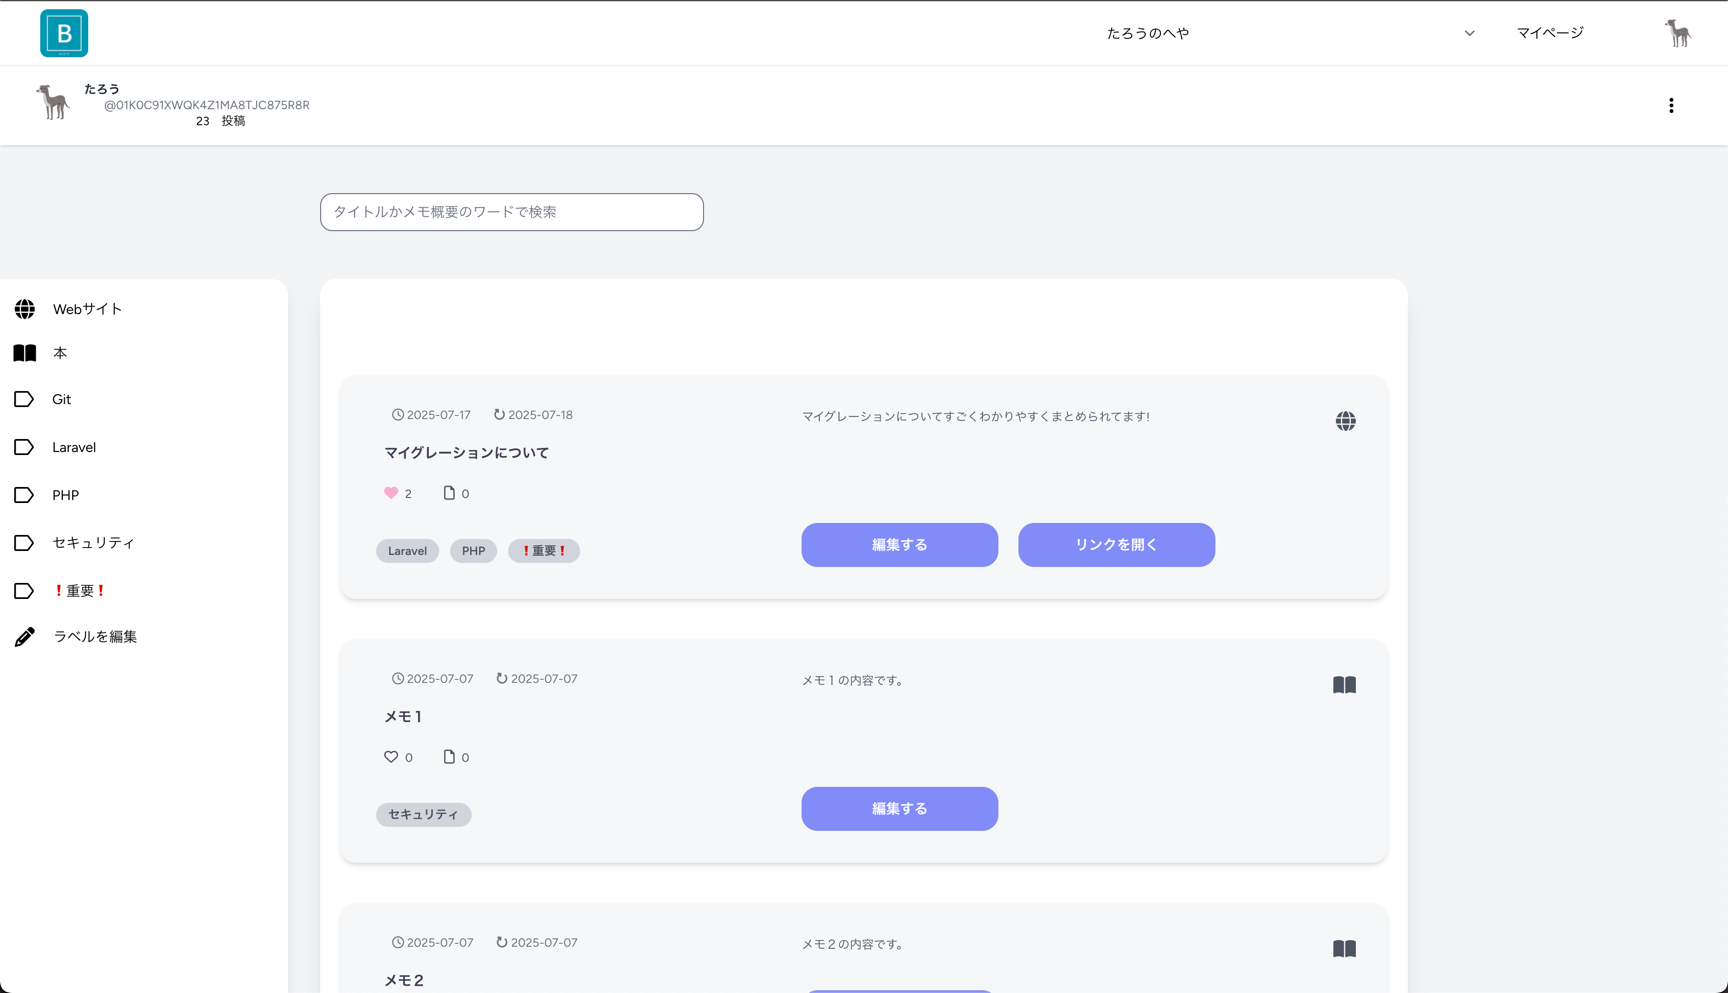 B
たろうのへや
マイページ
たろう
@01K0C91XWQK4Z1MA8TJC875R8R
23 投稿
タイトルかメモ概要のワードで検索
Webサイト
本
Git
Laravel
PHP
セキュリティ
❗重要❗
ラベルを編集
2025-07-17 2025-07-18
マイグレーションについてすごくわかりやすくまとめられてます!
マイグレーションについて
2 0
Laravel PHP ❗重要❗
編集する リンクを開く
2025-07-07 2025-07-07
メモ１の内容です。
メモ１
0 0
セキュリティ
編集する
2025-07-07 2025-07-07
メモ２の内容です。
メモ２